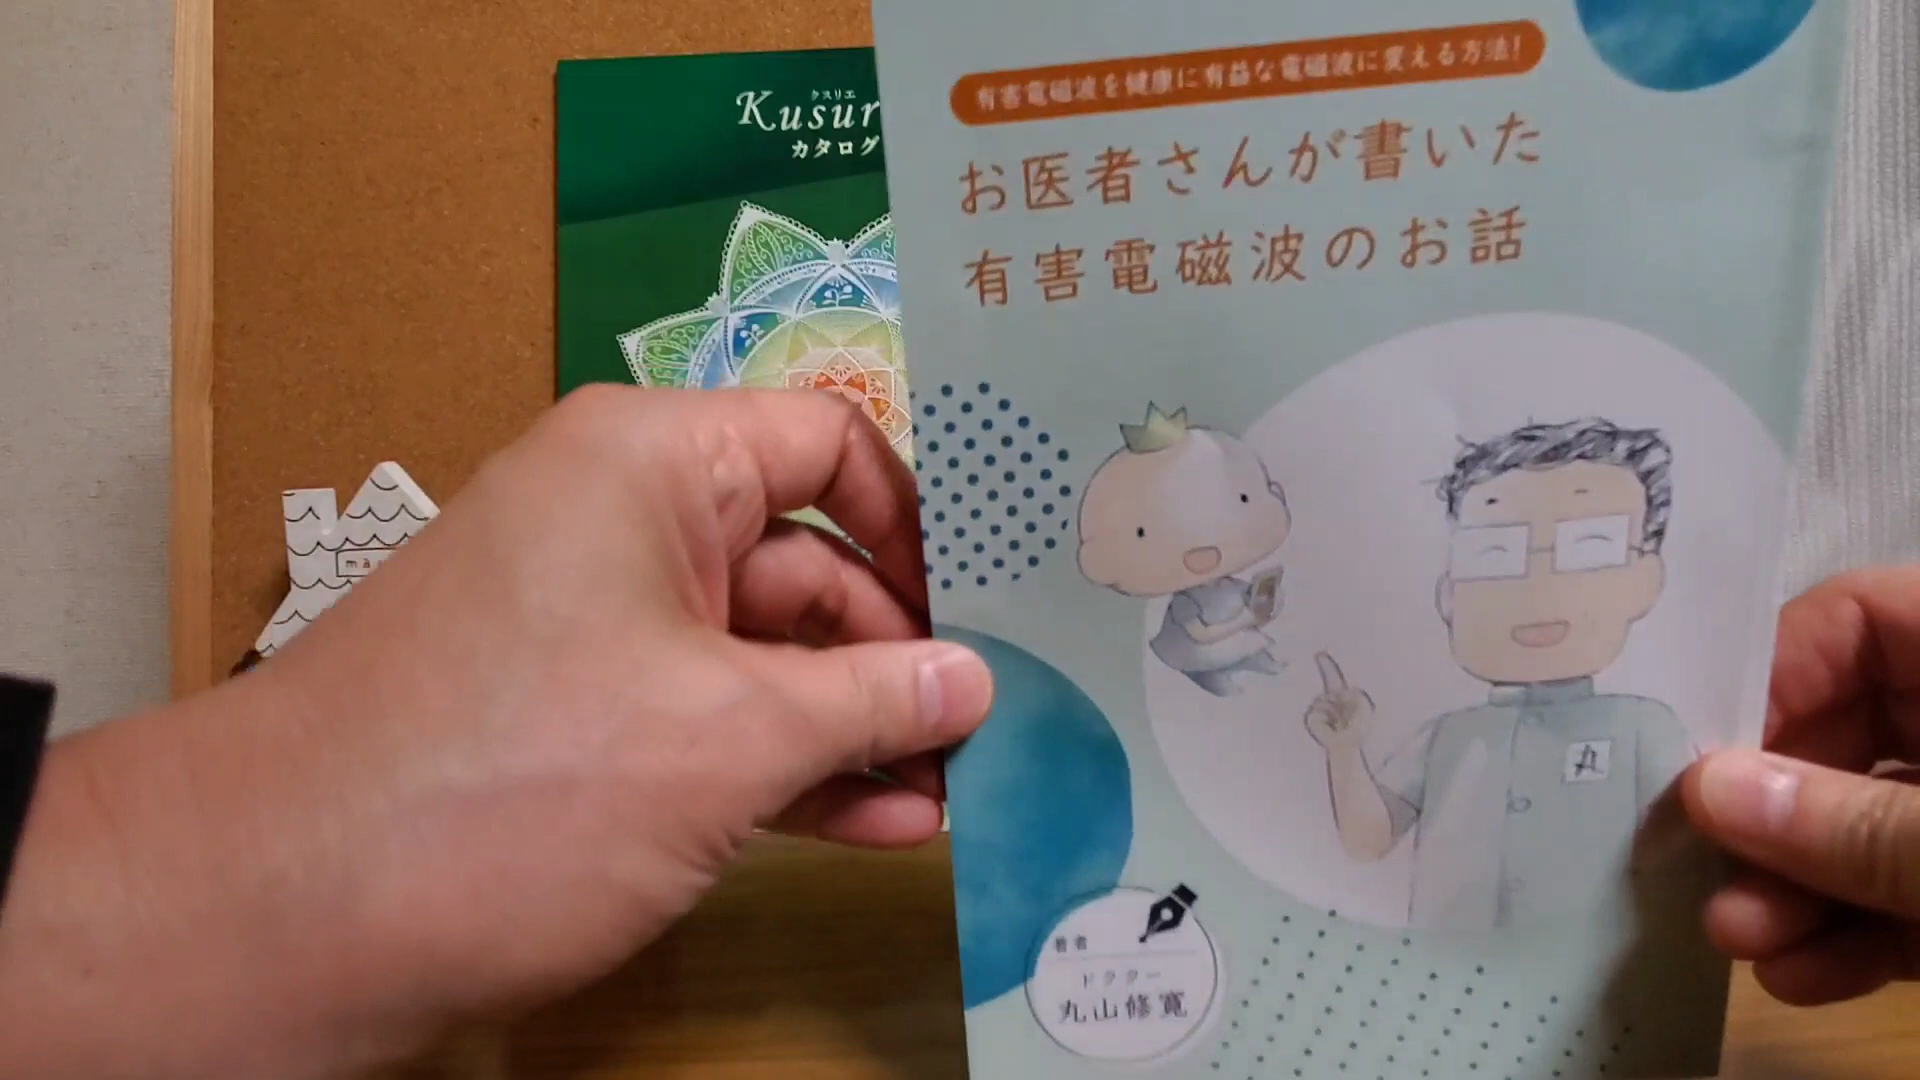 クスリエ
Kusur
カタログ
有害電磁波を健康に有益な電磁波に変える方法!
お医者さんが書いた
有害電磁波のお話
丸
著者
ドクター
丸山修寛